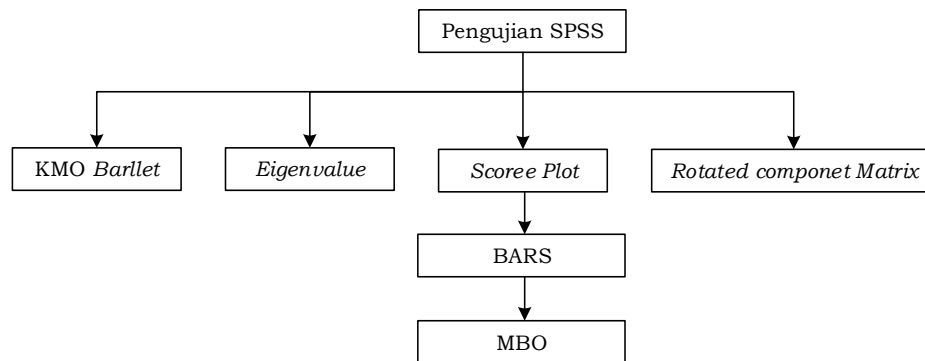 Pengujian SPSS
KMO Barllet
Eigenvalue
Scoree Plot
Rotated componet Matrix
BARS
MBO